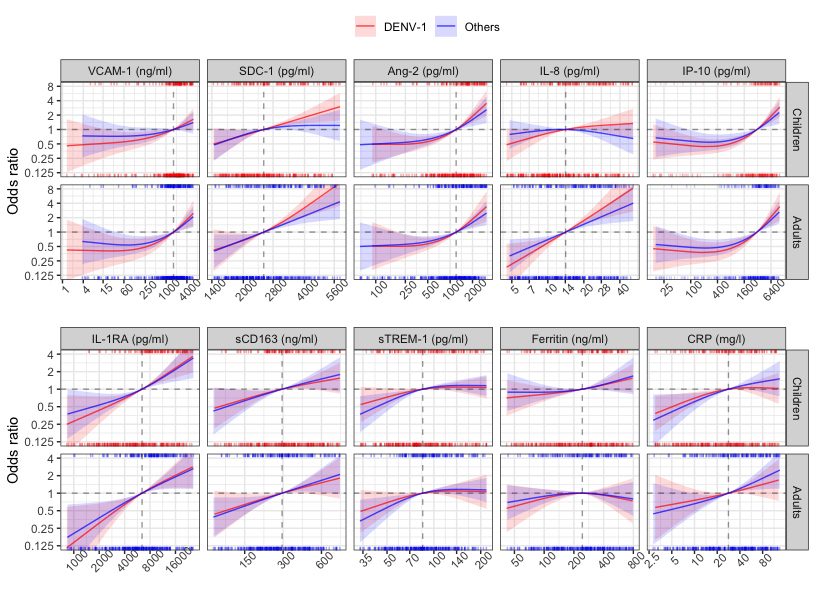 DENV-1 Others
VCAM-1 (ng/ml) SDC-1 (pg/ml) Ang-2 (pg/ml) IL-8 (pg/ml) IP-10 (pg/ml)
Odds ratio
8
4
2
1
0.5
0.25
0.125
Children
8
4
2
1
0.5
0.25
0.125
Adults
1 4 15 60 250 1000 4000 1400 2000 2800 4000 5600 100 250 500 1000 2000 5 7 10 14 20 28 40 25 100 400 1600 6400
IL-1RA (pg/ml) sCD163 (ng/ml) sTREM-1 (pg/ml) Ferritin (ng/ml) CRP (mg/l)
Odds ratio
4
2
1
0.5
0.25
0.125
Children
4
2
1
0.5
0.25
0.125
Adults
1000 2000 4000 8000 16000 150 300 600 35 50 70 100 140 200 50 100 200 400 800 2.5 5 10 20 40 80